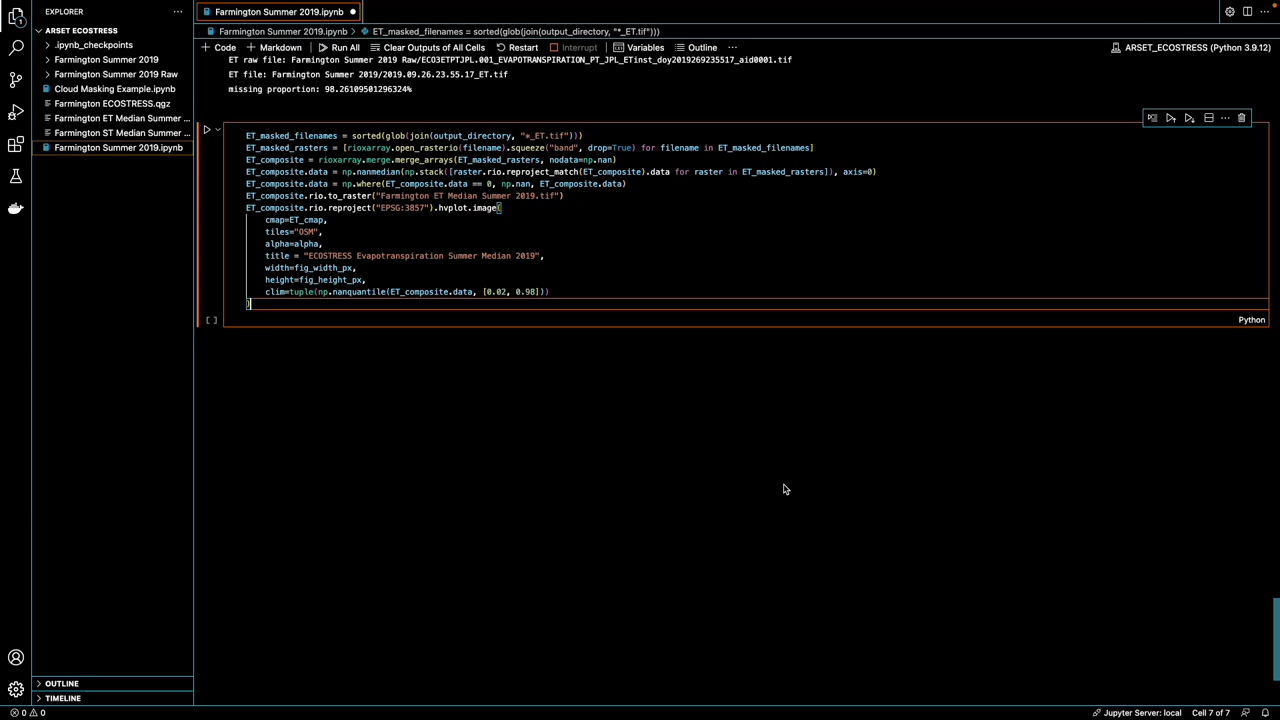 EXPLORER
ARSET ECOSTRESS
.ipynb_checkpoints
Farmington Summer 2019
Farmington Summer 2019 Raw
Cloud Masking Example.ipynb
Farmington ECOSTRESS.qgz
Farmington ET Median Summer ...
Farmington ST Median Summer ...
Farmington Summer 2019.ipynb
OUTLINE
TIMELINE
Farmington Summer 2019.ipynb
Farmington Summer 2019.ipynb > ET_masked_filenames = sorted(glob(join(output_directory, "*_ET.tif")))
+ Code + Markdown Run All Clear Outputs of All Cells Restart Interrupt Variables Outline ... ARSET_ECOSTRESS (Python 3.9.12)
ET raw file: Farmington Summer 2019 Raw/ECO3ETPTJPL.001_EVAPOTRANSPIRATION_PT_JPL_ETinst_doy2019269235517_aid0001.tif
ET file: Farmington Summer 2019/2019.09.26.23.55.17_ET.tif
missing proportion: 98.26109501296324%
ET_masked_filenames = sorted(glob(join(output_directory, "*_ET.tif")))
ET_masked_rasters = [rioxarray.open_rasterio(filename).squeeze("band", drop=True) for filename in ET_masked_filenames]
ET_composite = rioxarray.merge.merge_arrays(ET_masked_rasters, nodata=np.nan)
ET_composite.data = np.nanmedian(np.stack([raster.rio.reproject_match(ET_composite).data for raster in ET_masked_rasters]), axis=0)
ET_composite.data = np.where(ET_composite.data == 0, np.nan, ET_composite.data)
ET_composite.rio.to_raster("Farmington ET Median Summer 2019.tif")
ET_composite.rio.reproject("EPSG:3857").hvplot.image(
cmap=ET_cmap,
tiles="OSM",
alpha=alpha,
title = "ECOSTRESS Evapotranspiration Summer Median 2019",
width=fig_width_px,
height=fig_height_px,
clim=tuple(np.nanquantile(ET_composite.data, [0.02, 0.98]))
)
[ ]
Python
0 0
Jupyter Server: local
Cell 7 of 7